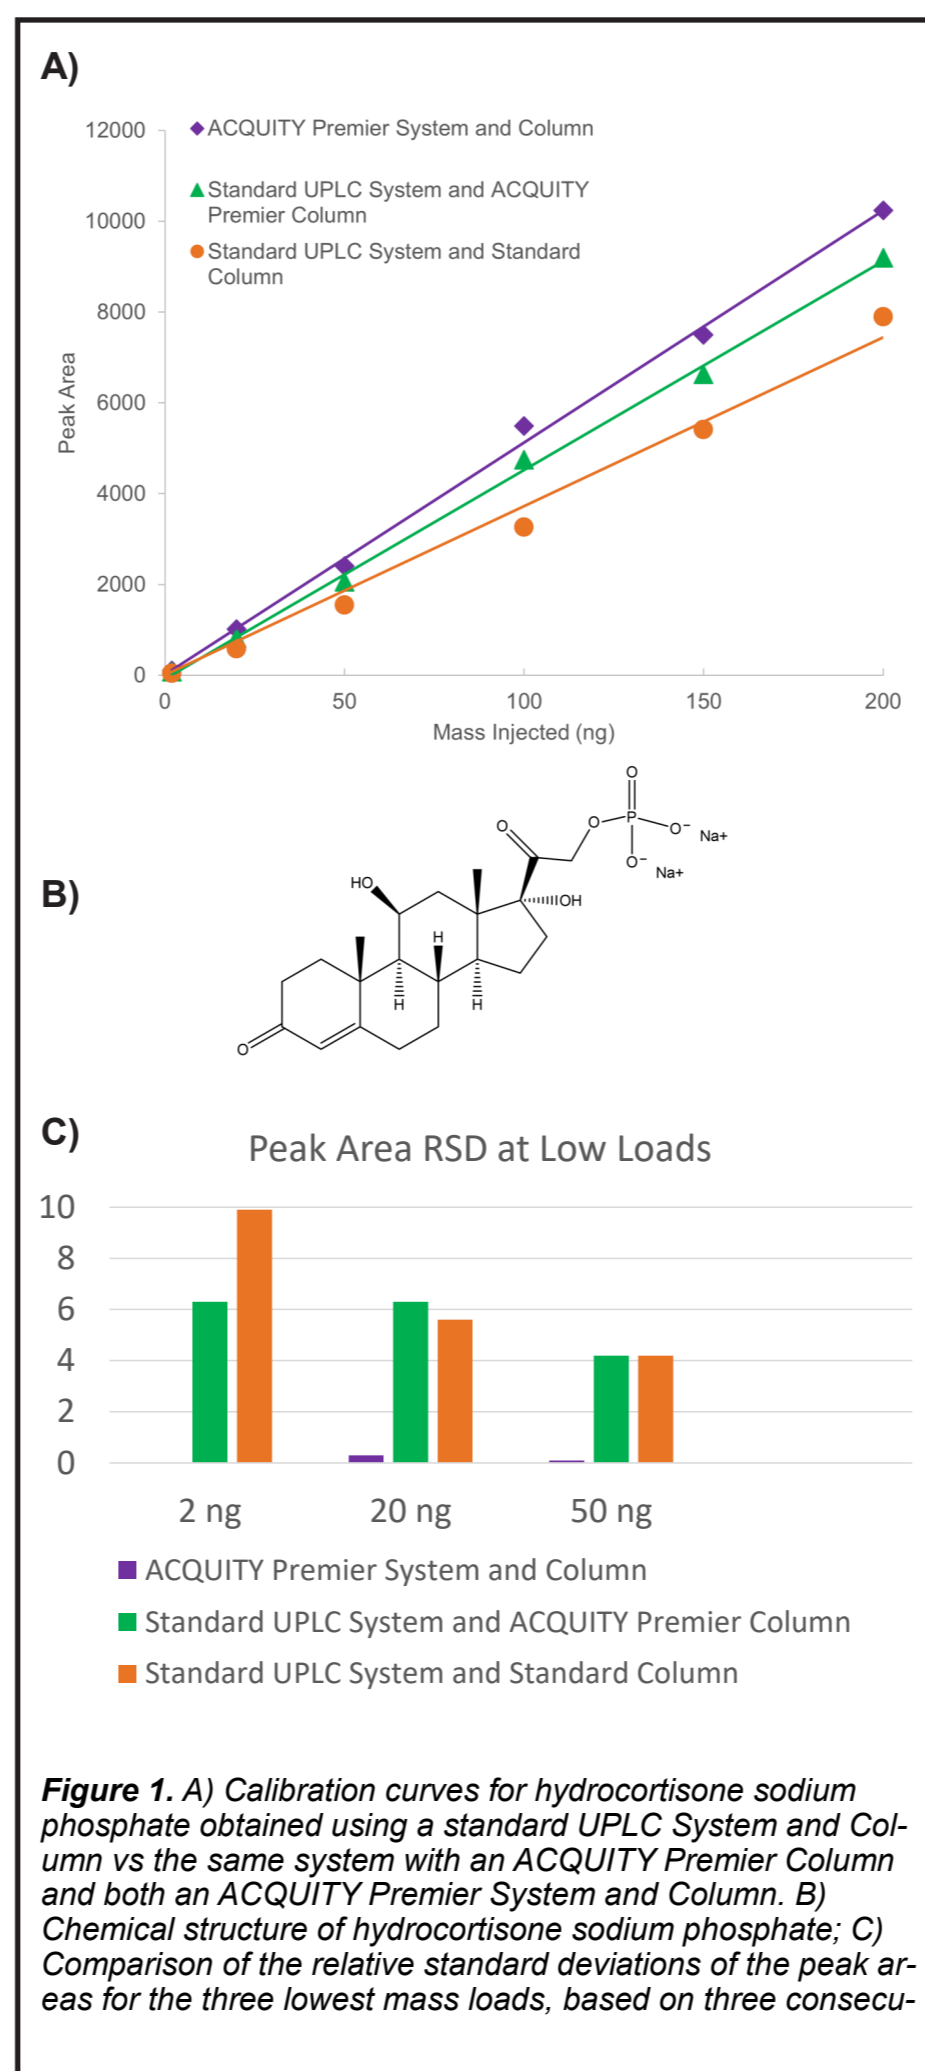 A)
12000
10000
8000
6000
4000
2000
0
Peak Area
ACQUITY Premier System and Column
Standard UPLC System and ACQUITY
Premier Column
Standard UPLC System and Standard
Column
0 50 100 150 200
Mass Injected (ng)
B)
O
O
O
P
O⁻
Na+
O⁻
Na+
HO
OH
H
H
H
O
C)
Peak Area RSD at Low Loads
10
8
6
4
2
0
2 ng 20 ng 50 ng
ACQUITY Premier System and Column
Standard UPLC System and ACQUITY Premier Column
Standard UPLC System and Standard Column
Figure 1. A) Calibration curves for hydrocortisone sodium
phosphate obtained using a standard UPLC System and Col-
umn vs the same system with an ACQUITY Premier Column
and both an ACQUITY Premier System and Column. B)
Chemical structure of hydrocortisone sodium phosphate; C)
Comparison of the relative standard deviations of the peak ar-
eas for the three lowest mass loads, based on three consecu-